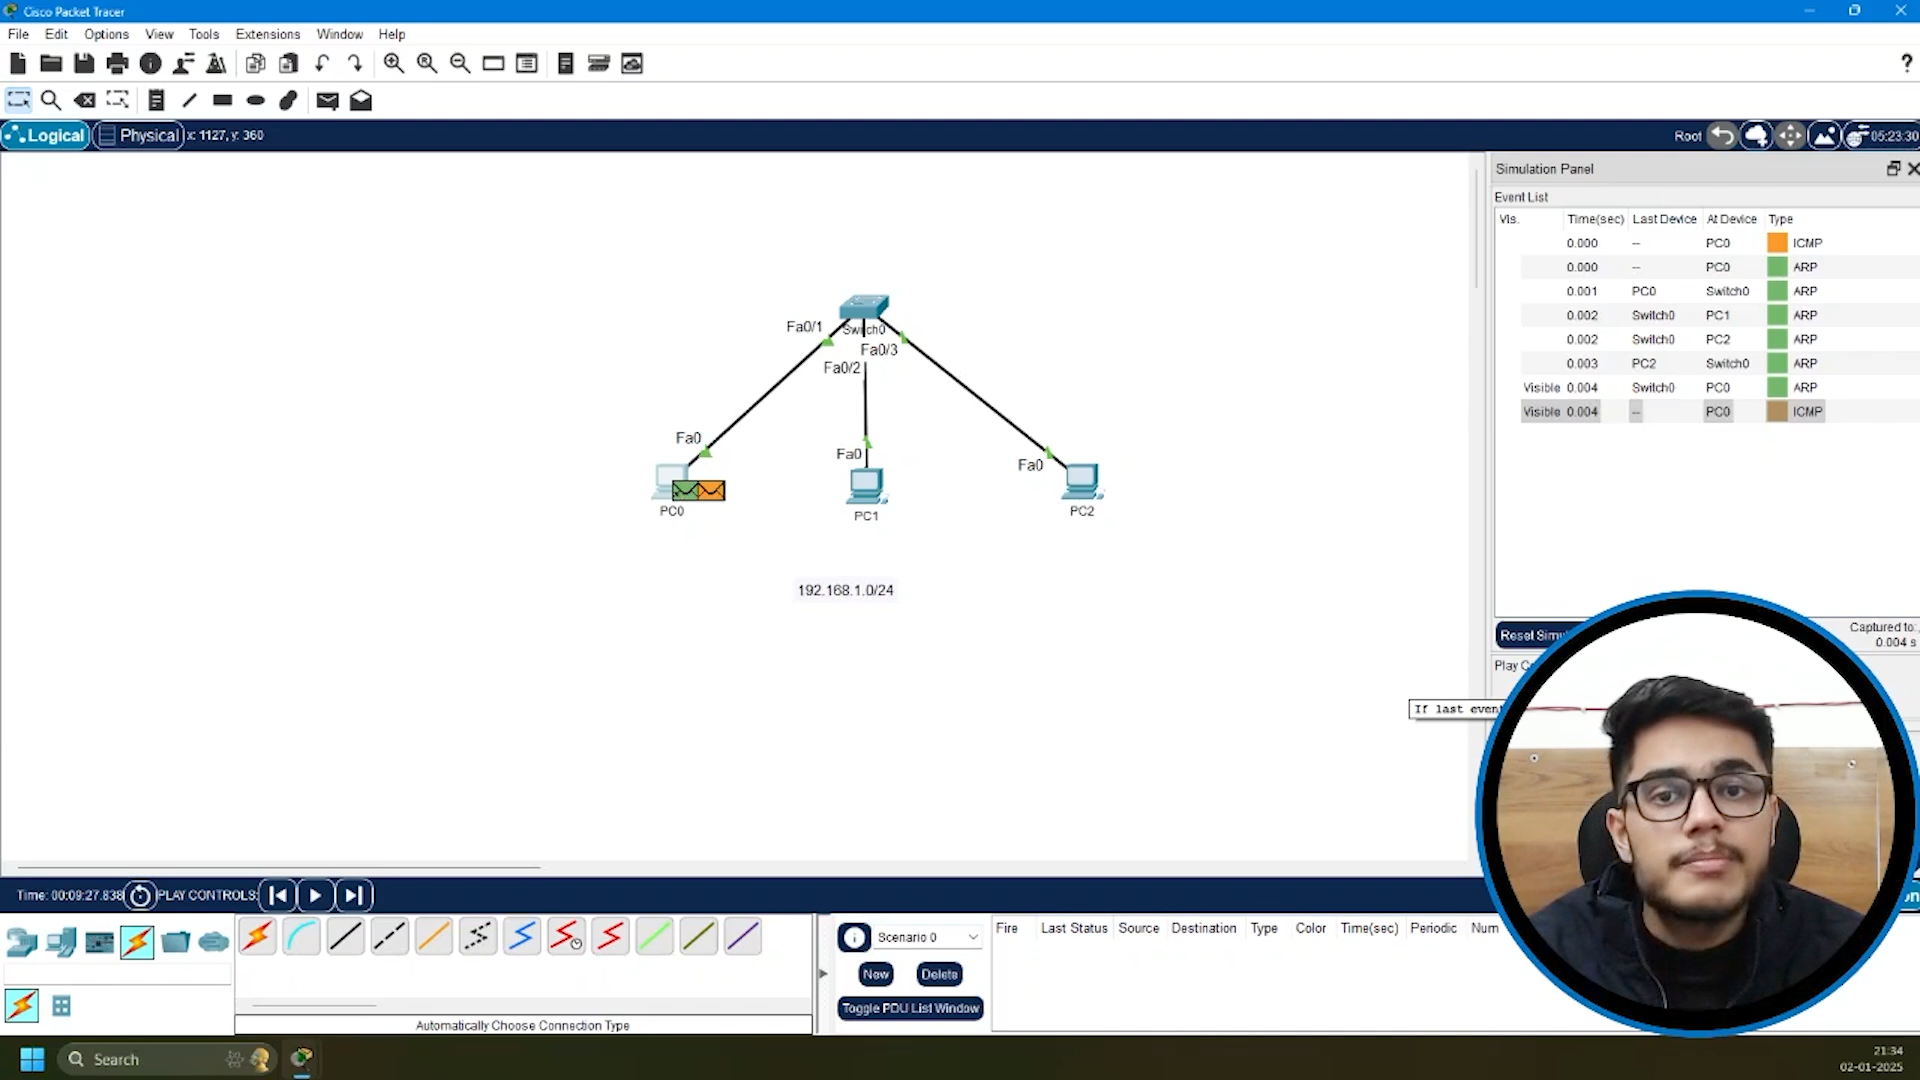 Cisco Packet Tracer
File Edit Options View Tools Extensions Window Help
?
Logical Physical x: 1127, y: 360 Root 05:23:30
Simulation Panel
Event List
Vis. Time(sec) Last Device At Device Type
0.000 -- PC0 ICMP
0.000 -- PC0 ARP
0.001 PC0 Switch0 ARP
0.002 Switch0 PC1 ARP
0.002 Switch0 PC2 ARP
0.003 PC2 Switch0 ARP
Visible 0.004 Switch0 PC0 ARP
Visible 0.004 -- PC0 ICMP
Fa0/1 Switch0
Fa0/3
Fa0/2
Fa0
Fa0
Fa0
PC0
PC1
PC2
192.168.1.0/24
Captured to:
Reset 0.004 s
Play
If last
Time: 00:09:27.838 PLAY CONTROLS:
Scenario 0
New Delete
Toggle PDU List Window
Fire Last Status Source Destination Type Color Time(sec) Periodic Num
Automatically Choose Connection Type
Search
21:34
02-01-2025